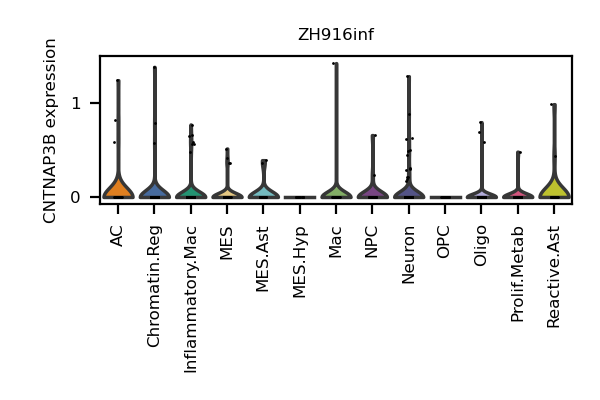 ZH916inf
CNTNAP3B expression
1
0
AC
Chromatin.Reg
Inflammatory.Mac
MES
MES.Ast
MES.Hyp
Mac
NPC
Neuron
OPC
Oligo
Prolif.Metab
Reactive.Ast